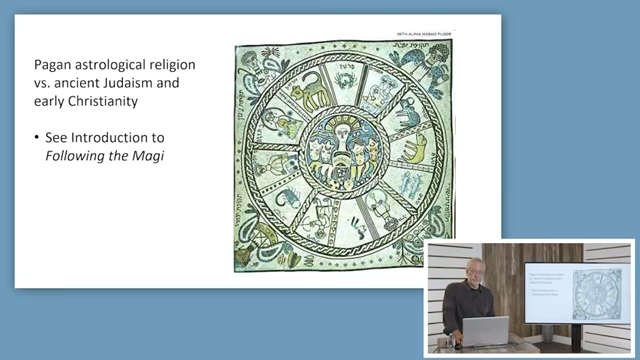 BETH ALPHA MOSAIC FLOOR
Pagan astrological religion
vs. ancient Judaism and
early Christianity
• See Introduction to
Following the Magi